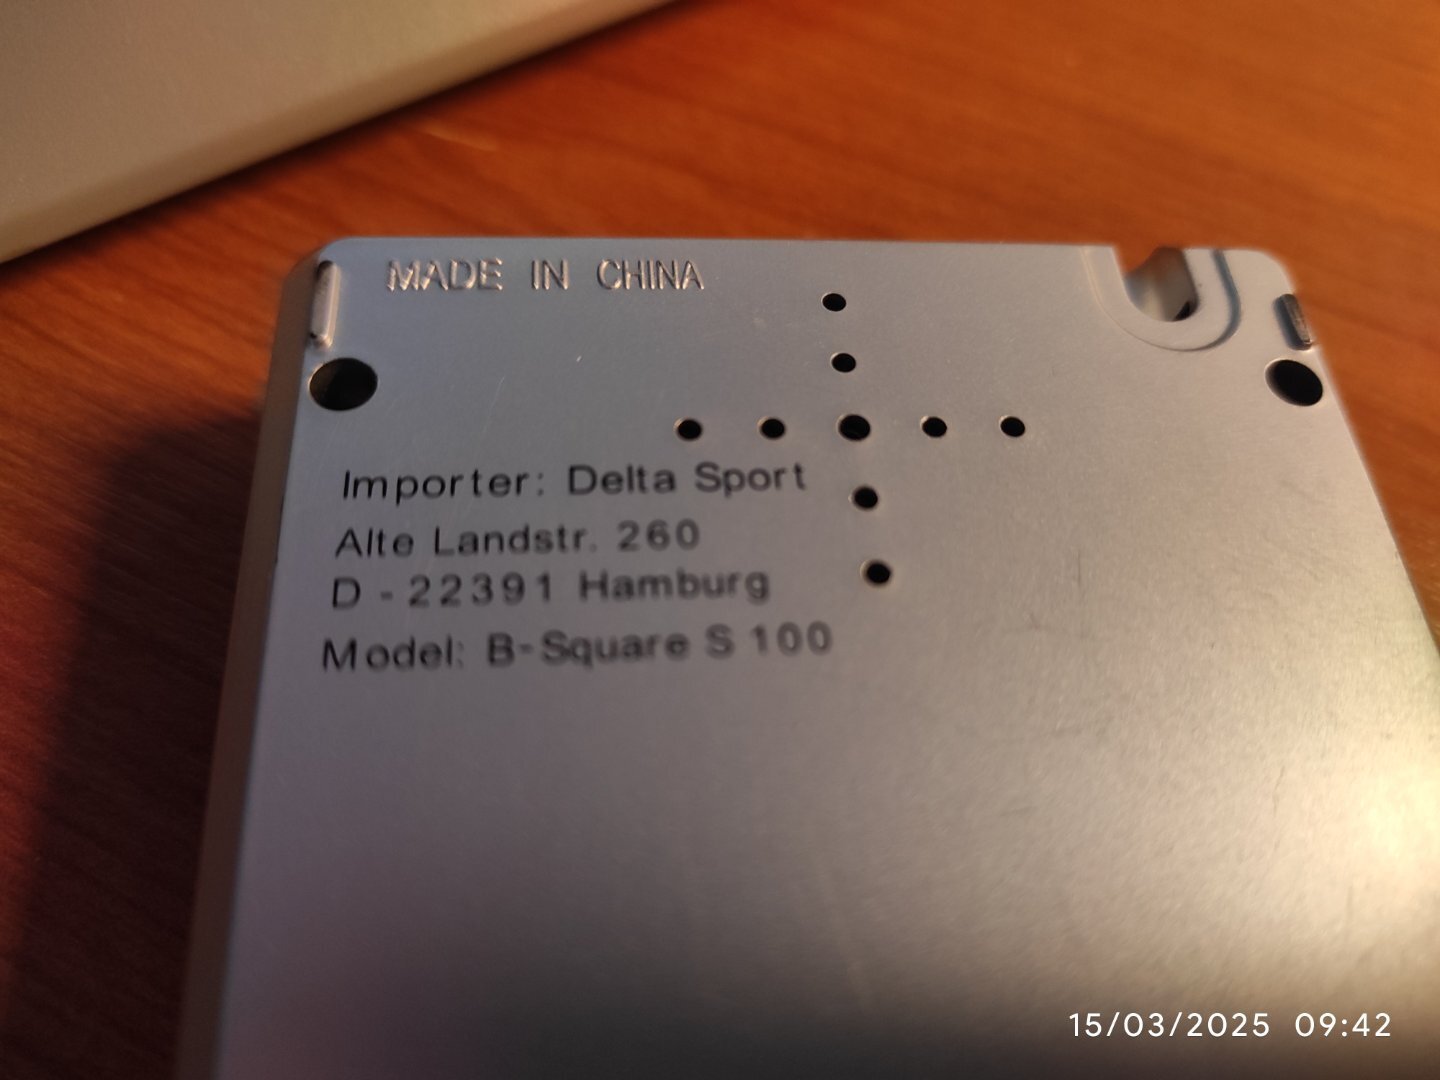 MADE IN CHINA
Importer: Delta Sport
Alte Landstr. 260
D - 22391 Hamburg
Model: B-Square S 100
15/03/2025 09:42